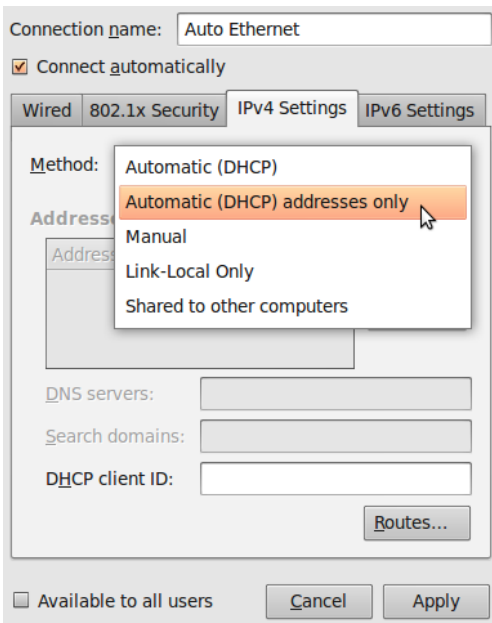 Connection name: Auto Ethernet
Connect automatically
Wired 802.1x Security IPv4 Settings IPv6 Settings
Method:
Automatic (DHCP)
Automatic (DHCP) addresses only
Manual
Link-Local Only
Shared to other computers
DNS servers:
Search domains:
DHCP client ID:
Routes...
Available to all users Cancel Apply